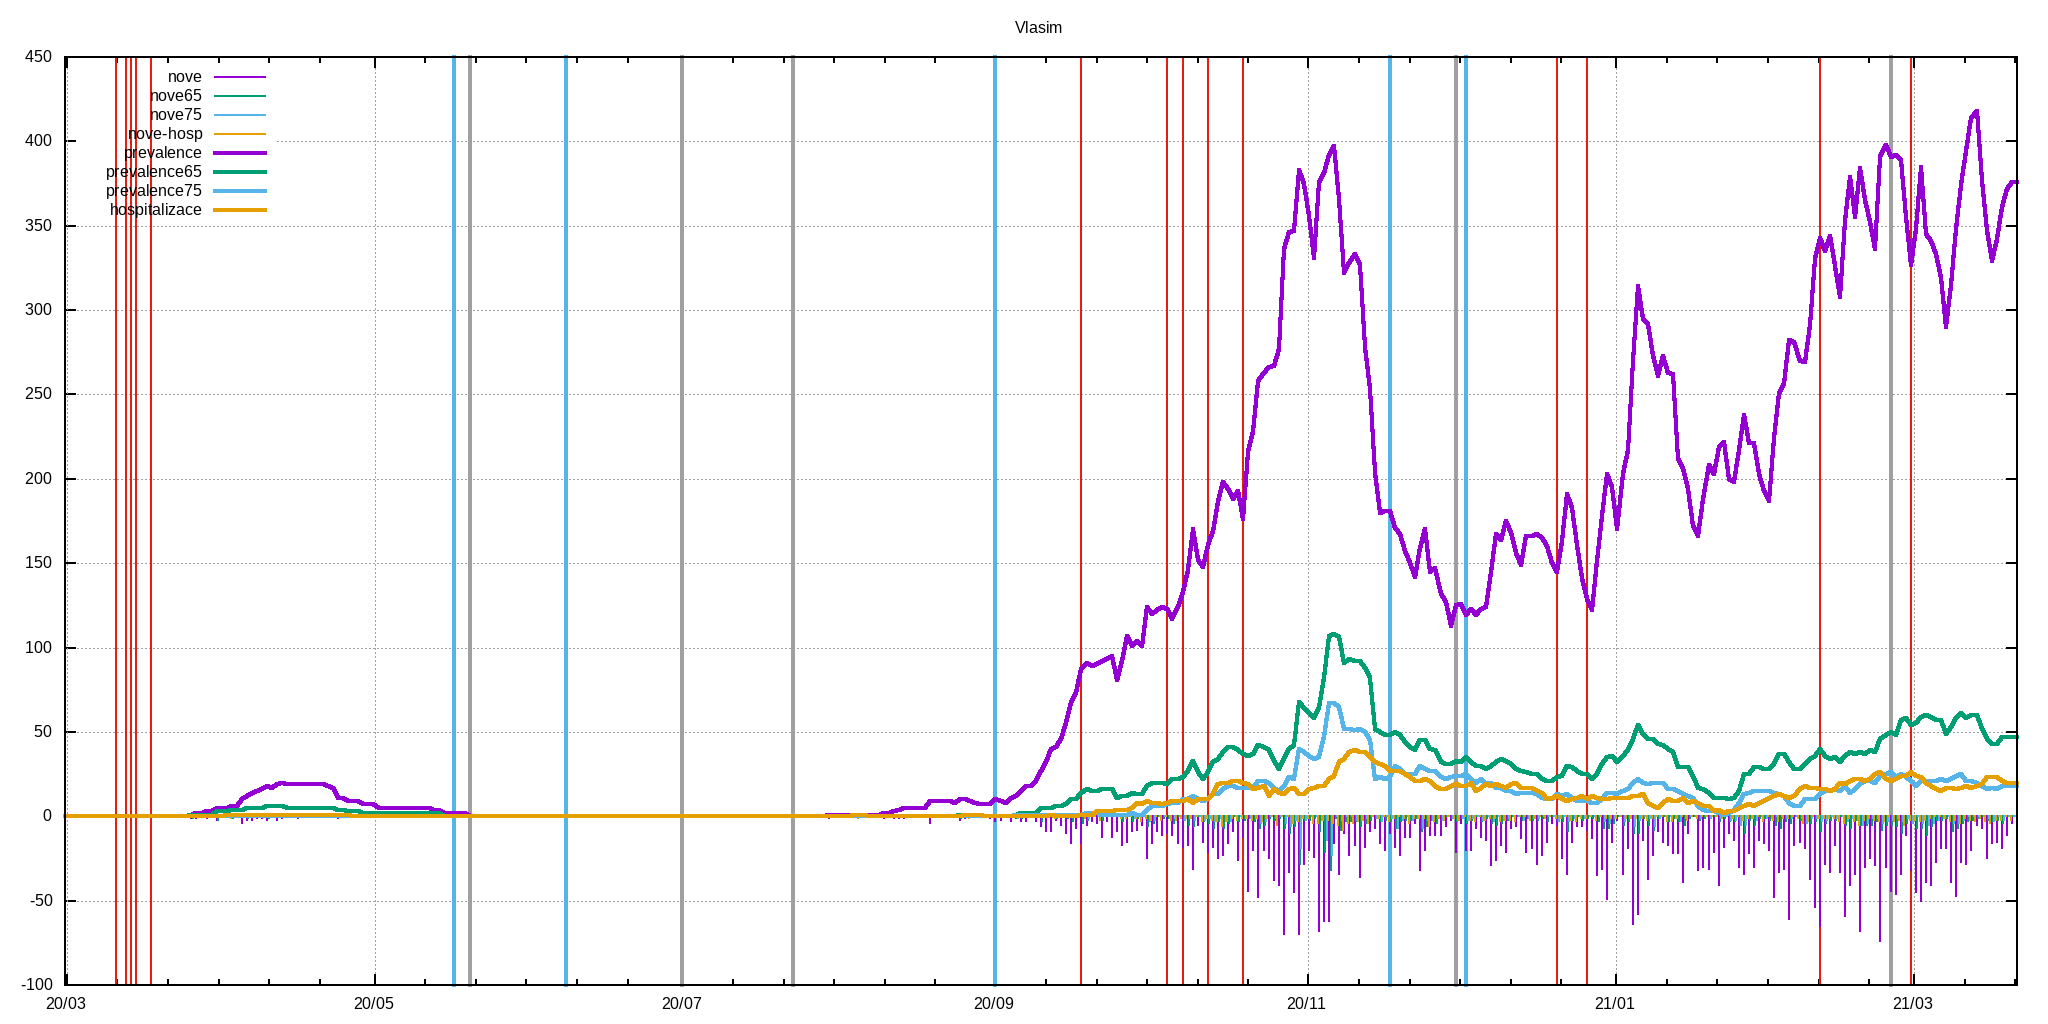 Vlasim
450
400
350
300
250
200
150
100
50
0
-50
-100
nove
nove65
nove75
nove-hosp
prevalence
prevalence65
prevalence75
hospitalizace
20/03 20/05 20/07 20/09 20/11 21/01 21/03